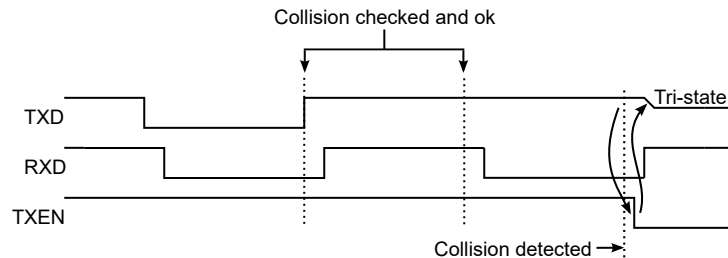 Collision checked and ok
Tri-state
TXD
RXD
TXEN
Collision detected